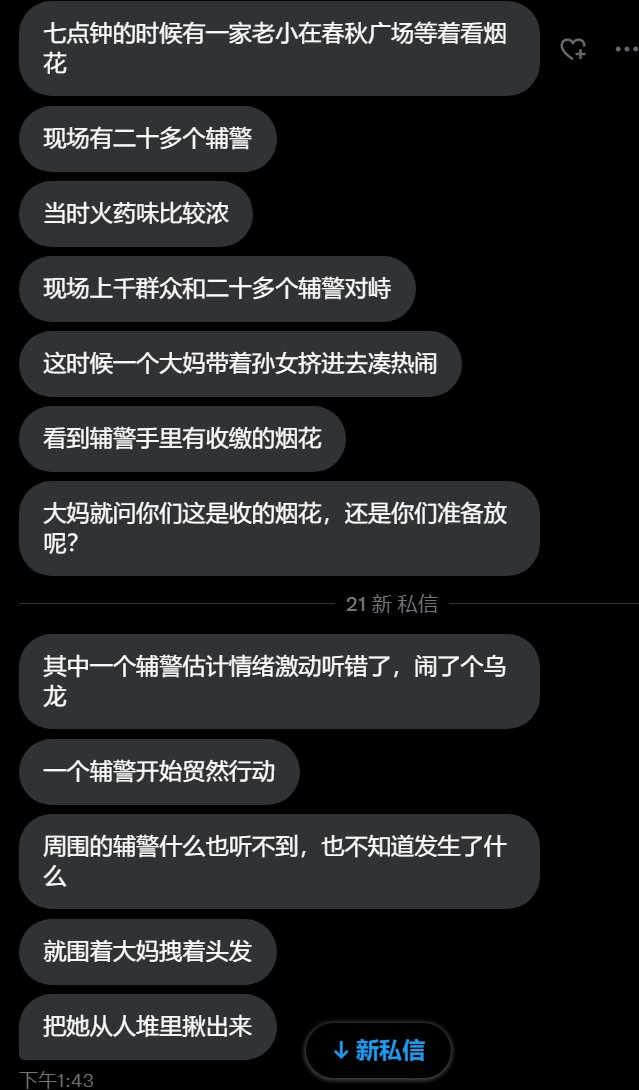 七点钟的时候有一家老小在春秋广场等着看烟
花
现场有二十多个辅警
当时火药味比较浓
现场上千群众和二十多个辅警对峙
这时候一个大妈带着孙女挤进去凑热闹
看到辅警手里有收缴的烟花
大妈就问你们这是收的烟花，还是你们准备放
呢？
21 新 私信
其中一个辅警估计情绪激动听错了，闹了个乌
龙
一个辅警开始贸然行动
周围的辅警什么也听不到，也不知道发生了什
么
就围着大妈拽着头发
把她从人堆里揪出来
↓ 新私信
下午1:43